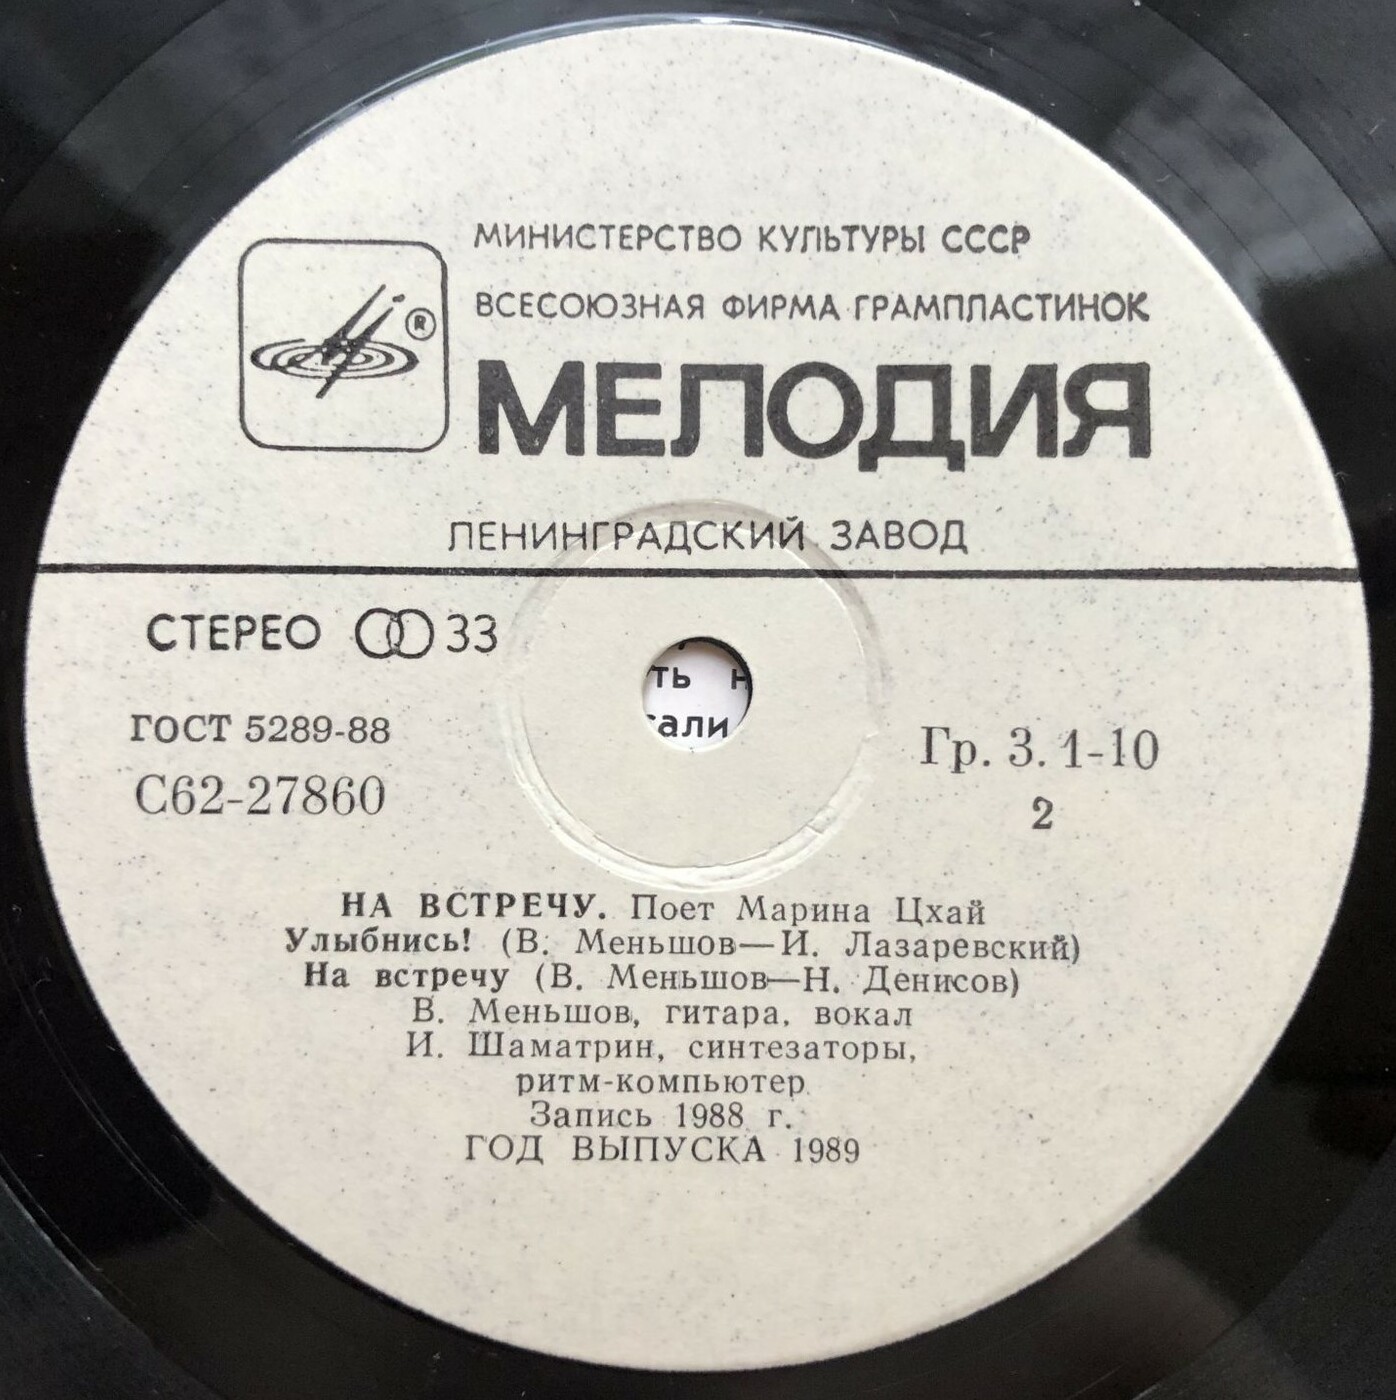 МИНИСТЕРСТВО КУЛЬТУРЫ СССР
ВСЕСОЮЗНАЯ ФИРМА ГРАМПЛАСТИНОК
®
МЕЛОДИЯ
ЛЕНИНГРАДСКИЙ ЗАВОД
СТЕРЕО 33
ГОСТ 5289-88
С62-27860
ть н
сали
Гр. 3. 1-10
2
НА ВСТРЕЧУ. Поет Марина Цхай
Улыбнись! (В. Меньшов—И. Лазаревский)
На встречу (В. Меньшов—Н. Денисов)
В. Меньшов, гитара, вокал
И. Шаматрин, синтезаторы,
ритм-компьютер
Запись 1988 г.
ГОД ВЫПУСКА 1989